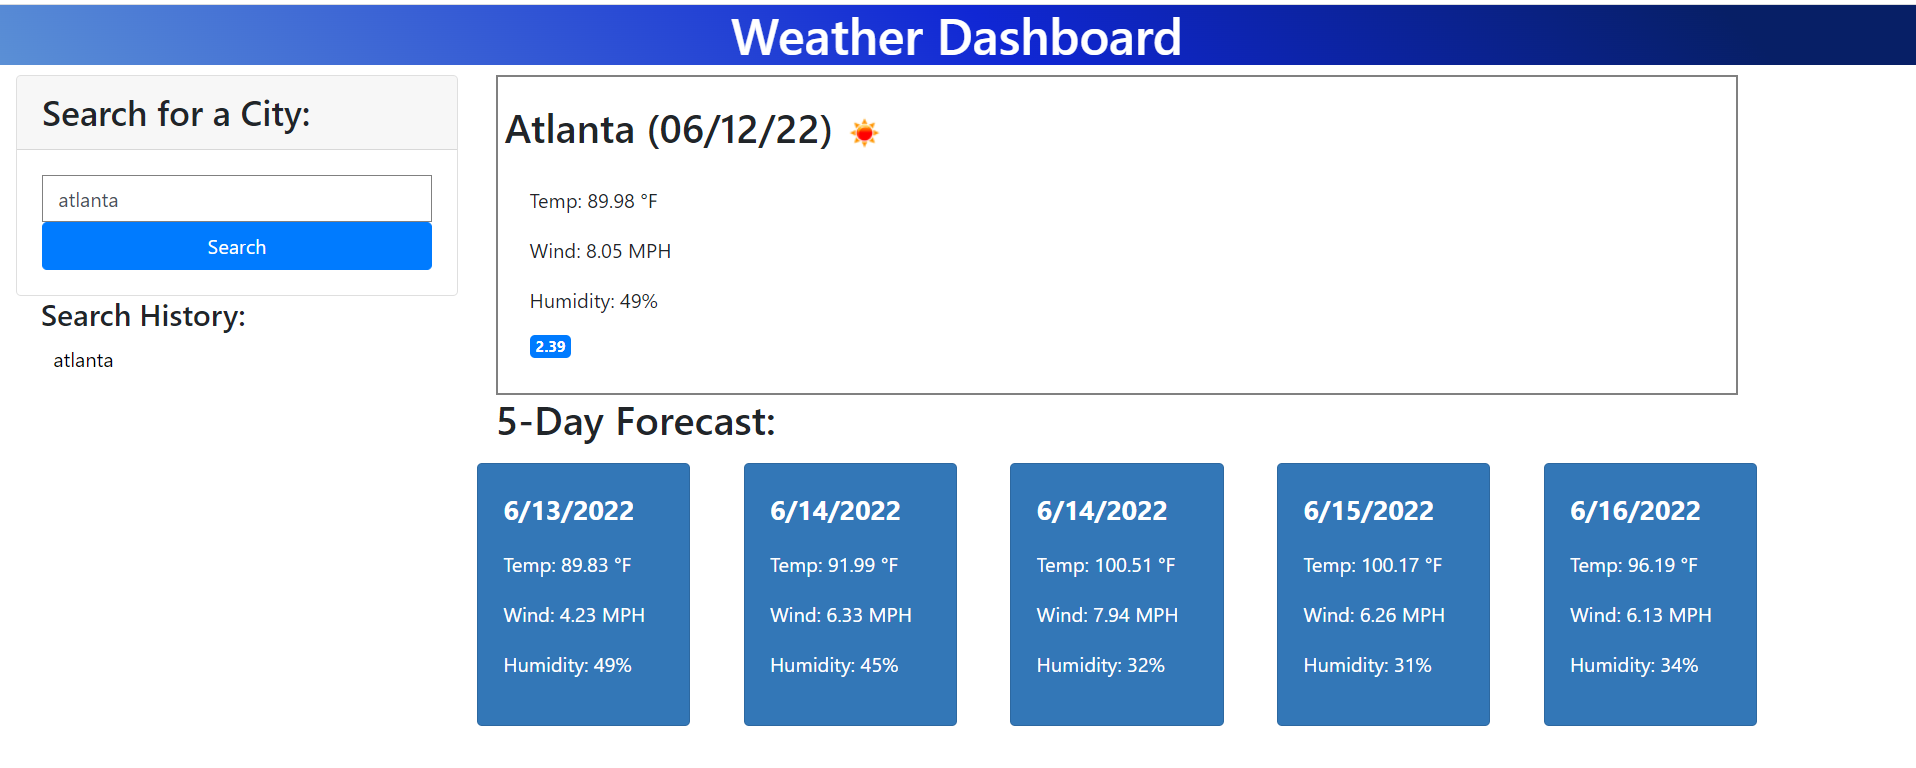 Weather Dashboard
Search for a City:
atlanta
Search
Search History:
atlanta
Atlanta (06/12/22)
Temp: 89.98 °F
Wind: 8.05 MPH
Humidity: 49%
2.39
5-Day Forecast:
6/13/2022
Temp: 89.83 °F
Wind: 4.23 MPH
Humidity: 49%
6/14/2022
Temp: 91.99 °F
Wind: 6.33 MPH
Humidity: 45%
6/14/2022
Temp: 100.51 °F
Wind: 7.94 MPH
Humidity: 32%
6/15/2022
Temp: 100.17 °F
Wind: 6.26 MPH
Humidity: 31%
6/16/2022
Temp: 96.19 °F
Wind: 6.13 MPH
Humidity: 34%